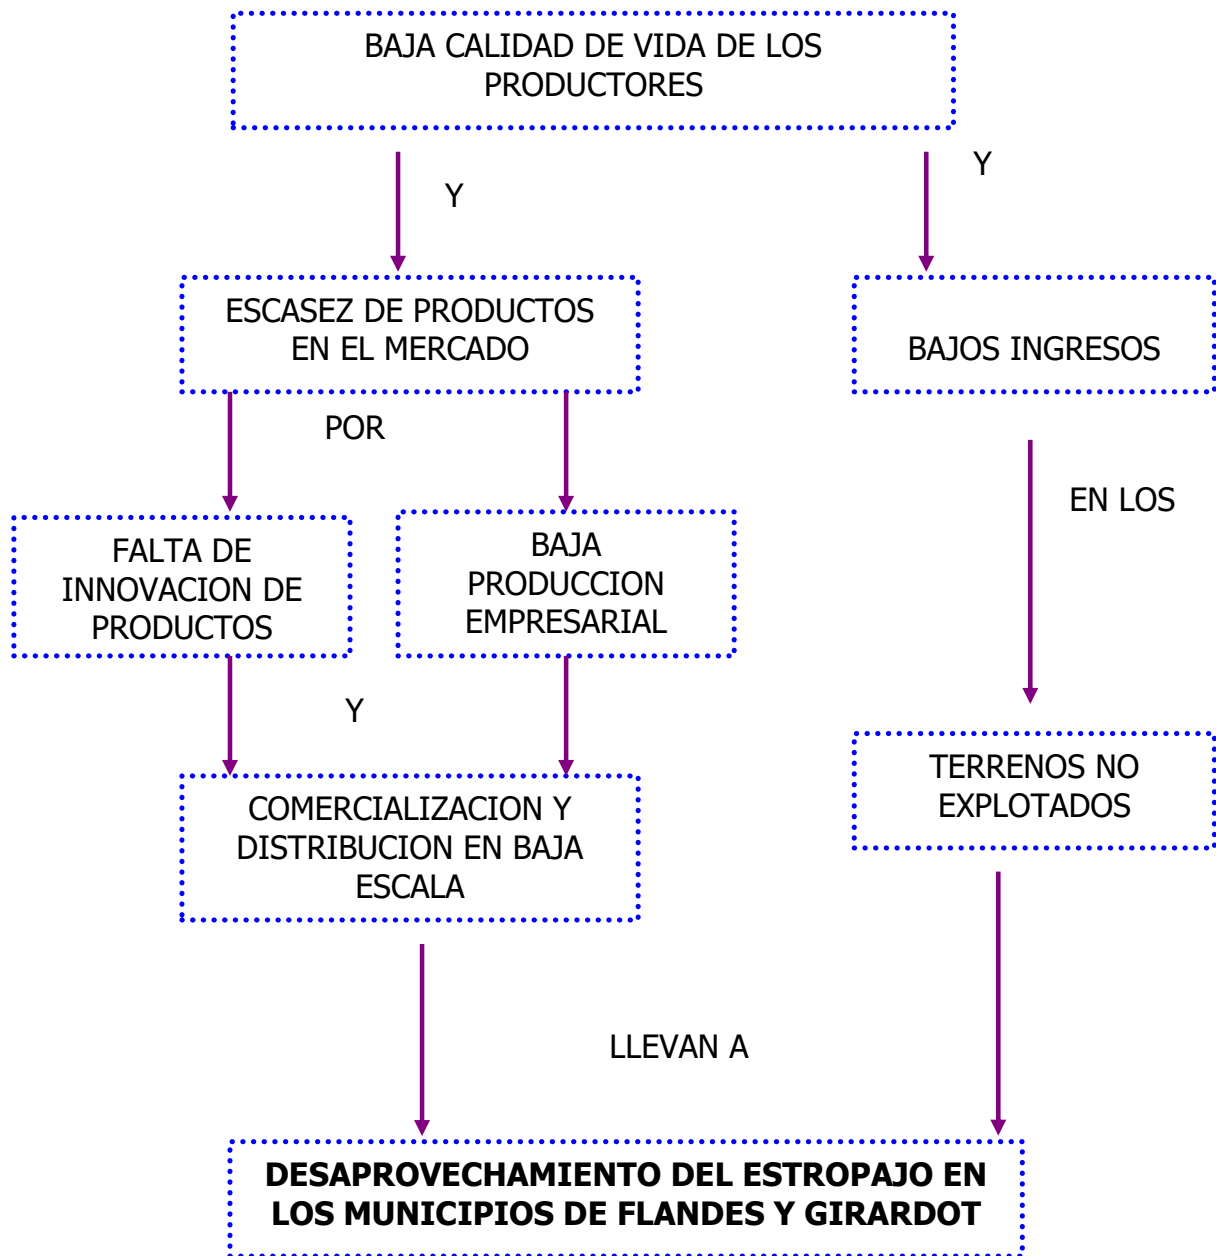 BAJA CALIDAD DE VIDA DE LOS
PRODUCTORES
Y
Y
ESCASEZ DE PRODUCTOS
EN EL MERCADO
BAJOS INGRESOS
POR
EN LOS
FALTA DE
INNOVACION DE
PRODUCTOS
BAJA
PRODUCCION
EMPRESARIAL
Y
TERRENOS NO
EXPLOTADOS
COMERCIALIZACION Y
DISTRIBUCION EN BAJA
ESCALA
LLEVAN A
DESAPROVECHAMIENTO DEL ESTROPAJO EN
LOS MUNICIPIOS DE FLANDES Y GIRARDOT